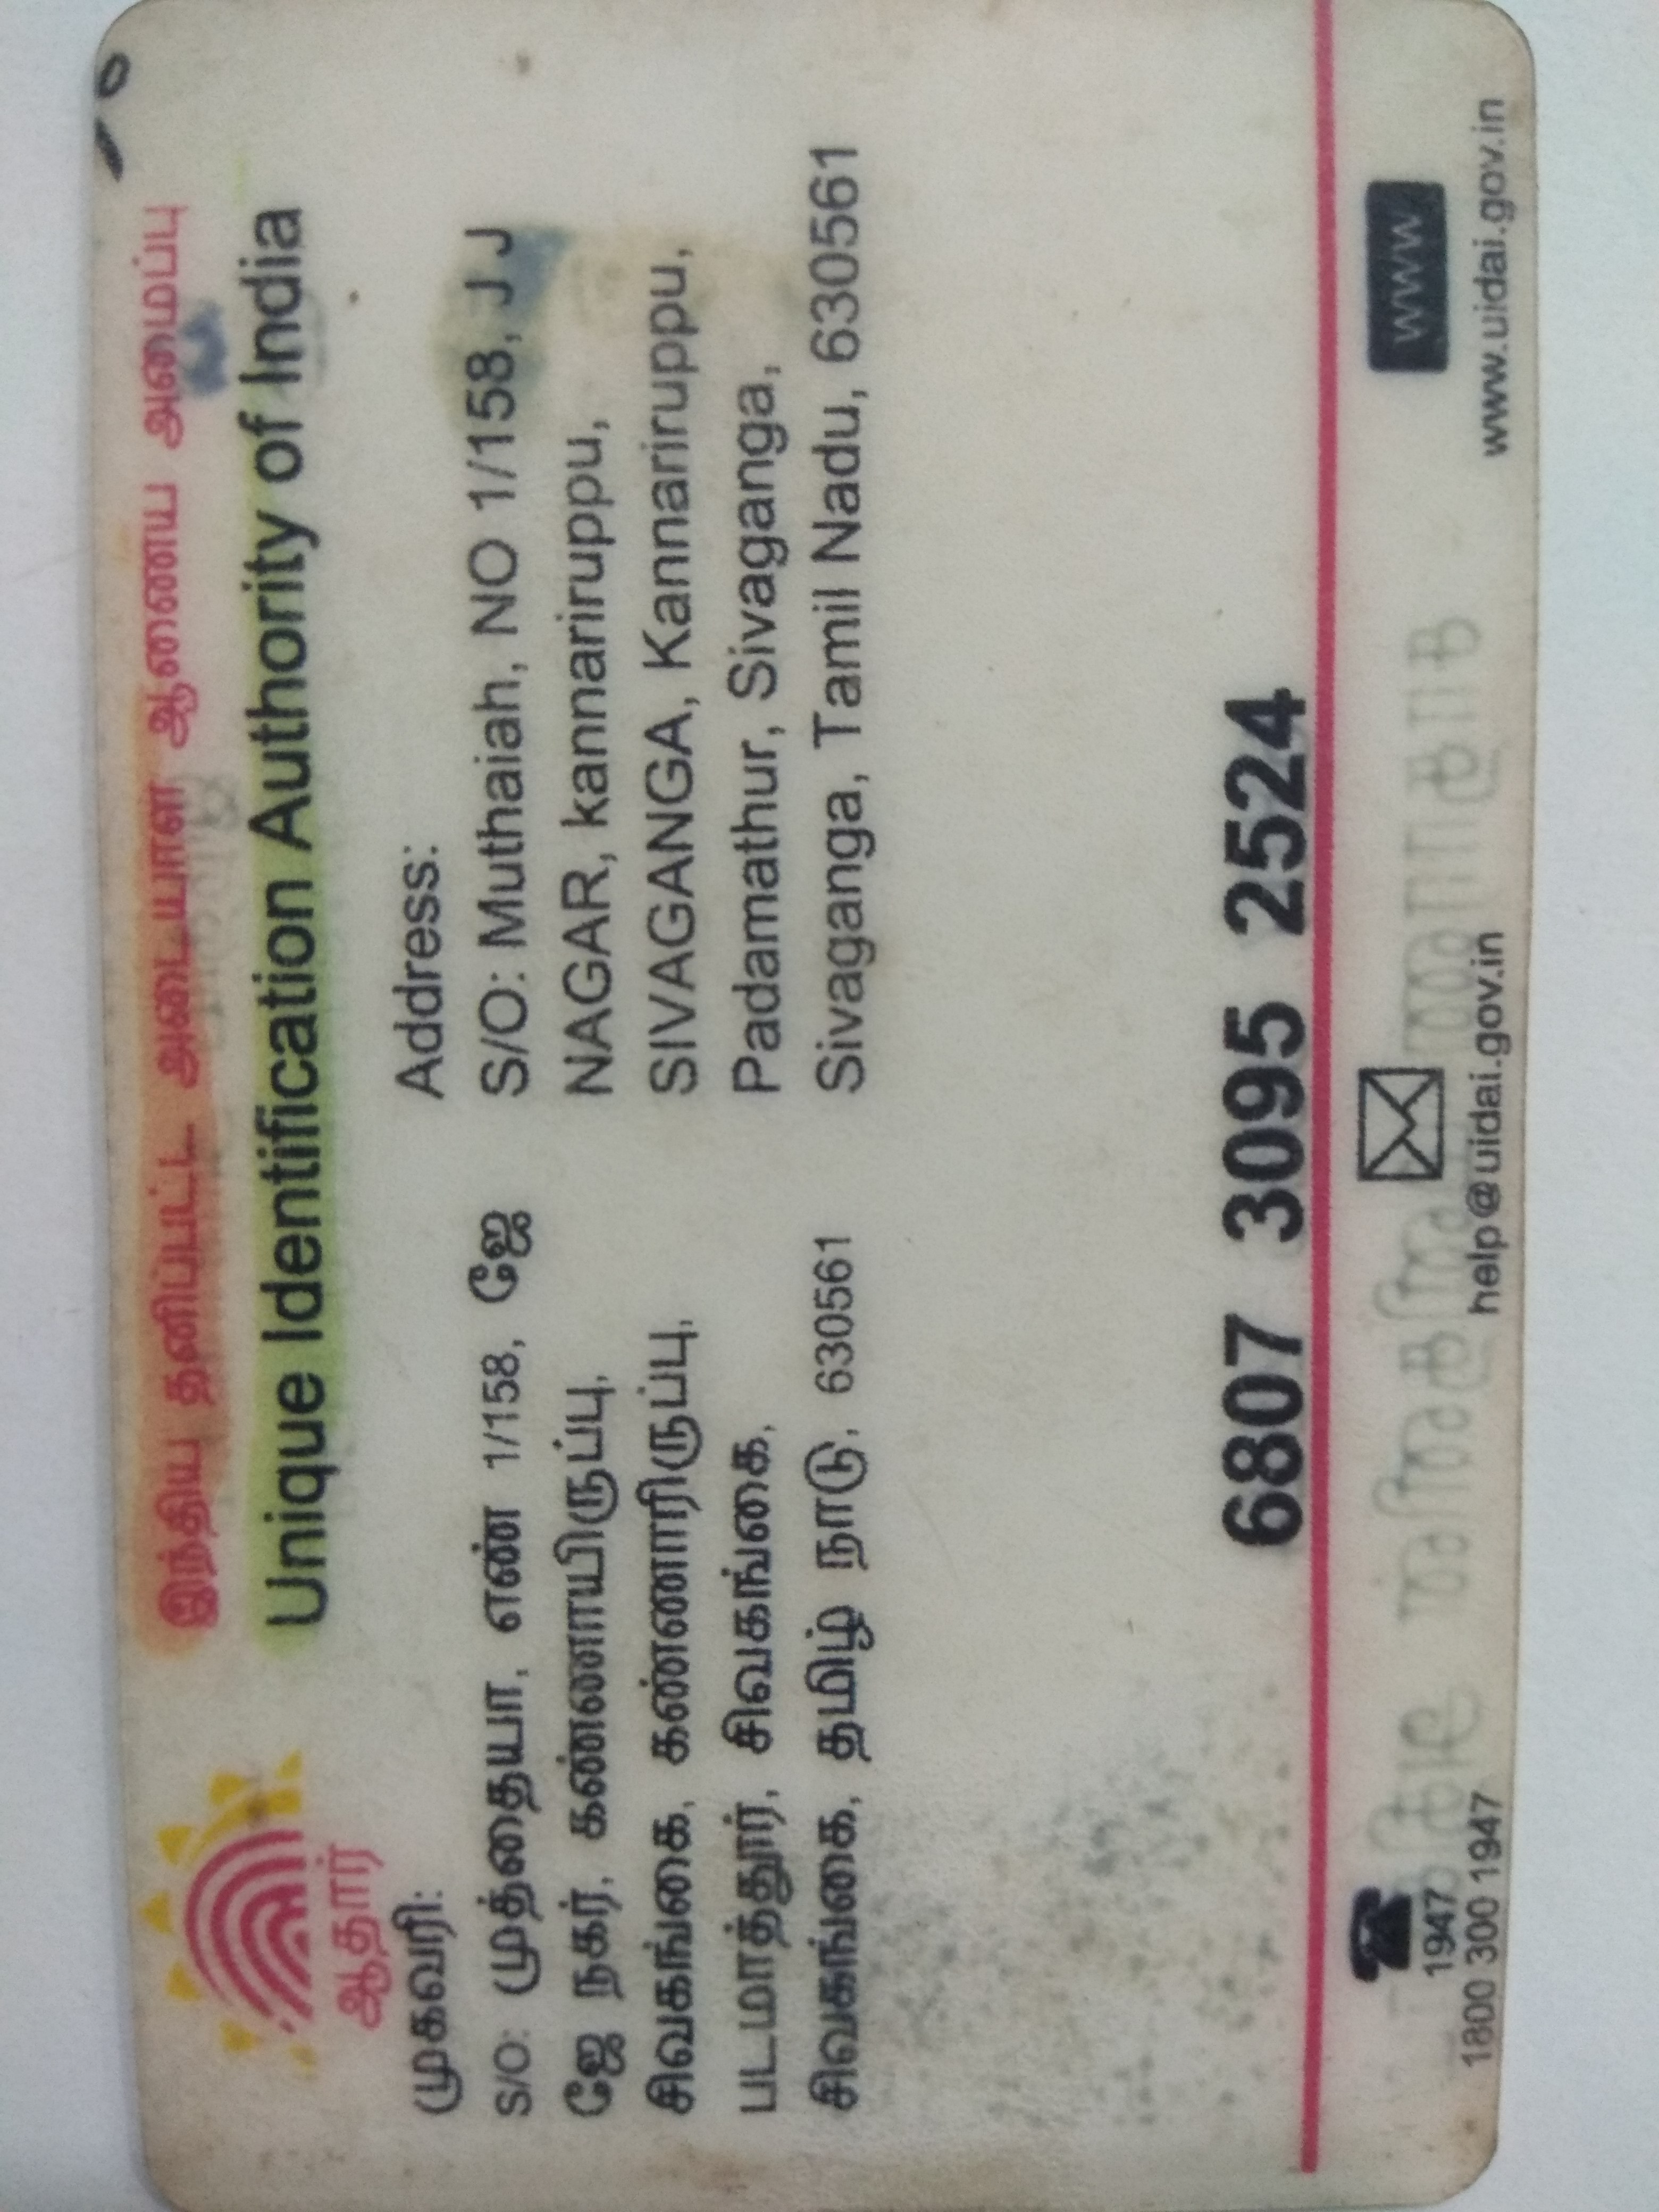 இந்திய தனிப்பட்ட அடையாள ஆணைய அமைப்பு
Unique Identification Authority of India
ஆதார்
முகவரி:
S/O: முத்தையா, எண் 1/158, ஜே
ஜே நகர், கண்ணாயிருப்பு,
சிவகங்கை, கண்ணாரிருப்பு,
படமாத்தூர், சிவகங்கை,
சிவகங்கை, தமிழ் நாடு, 630561
Address:
S/O: Muthaiah, NO 1/158, J J
NAGAR, kannariruppu,
SIVAGANGA, Kannariruppu,
Padamathur, Sivaganga,
Sivaganga, Tamil Nadu, 630561
6807 3095 2524
1947
1800 300 1947
help@uidai.gov.in
www
www.uidai.gov.in